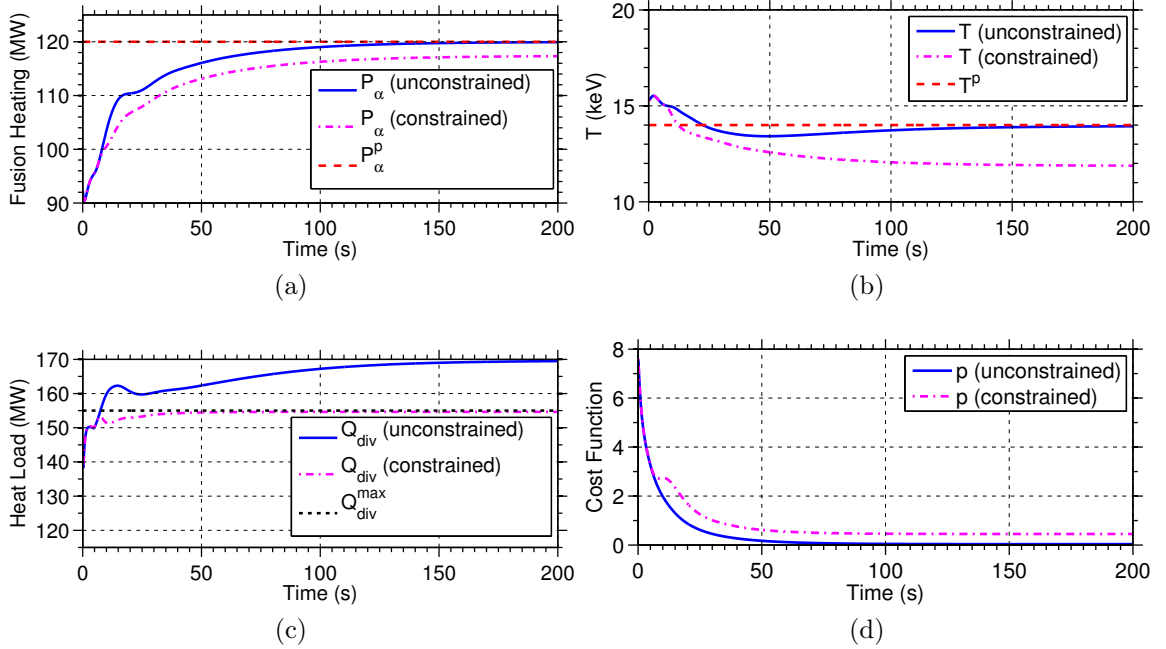 Fusion Heating (MW)
120
110
100
90
P_α (unconstrained)
P_α (constrained)
P_α^p
0 50 100 150 200
Time (s)
(a)
T (keV)
20
15
10
T (unconstrained)
T (constrained)
T^p
0 50 100 150 200
Time (s)
(b)
Heat Load (MW)
170
160
150
140
130
120
Q_div (unconstrained)
Q_div (constrained)
Q_div^max
0 50 100 150 200
Time (s)
(c)
Cost Function
8
6
4
2
0
p (unconstrained)
p (constrained)
0 50 100 150 200
Time (s)
(d)